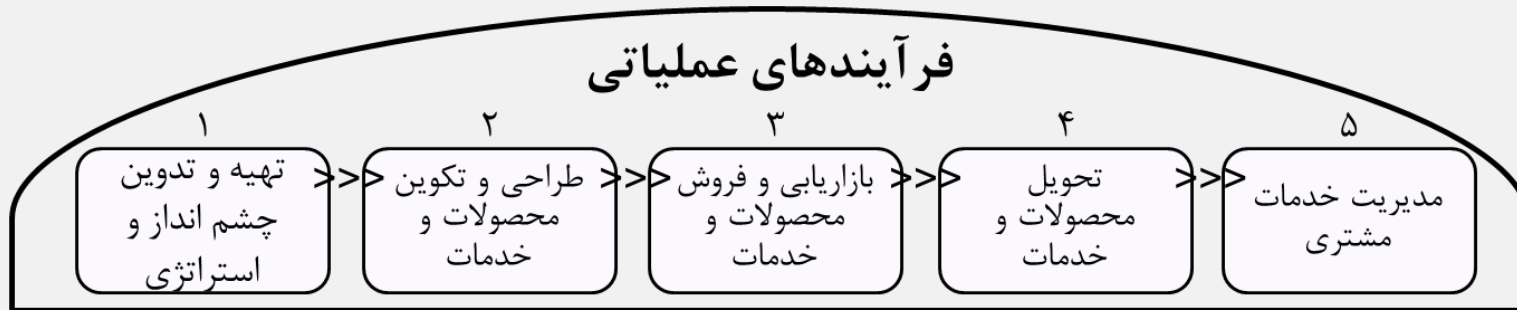 فرآیندهای عملیاتی
۱
۲
۳
۴
۵
تهیه و تدوین
چشم انداز و
استراتژی
>>>
طراحی و تکوین
محصولات و
خدمات
>>>
بازاریابی و فروش
محصولات و
خدمات
>>>
تحویل
محصولات و
خدمات
>>>
مدیریت خدمات
مشتری